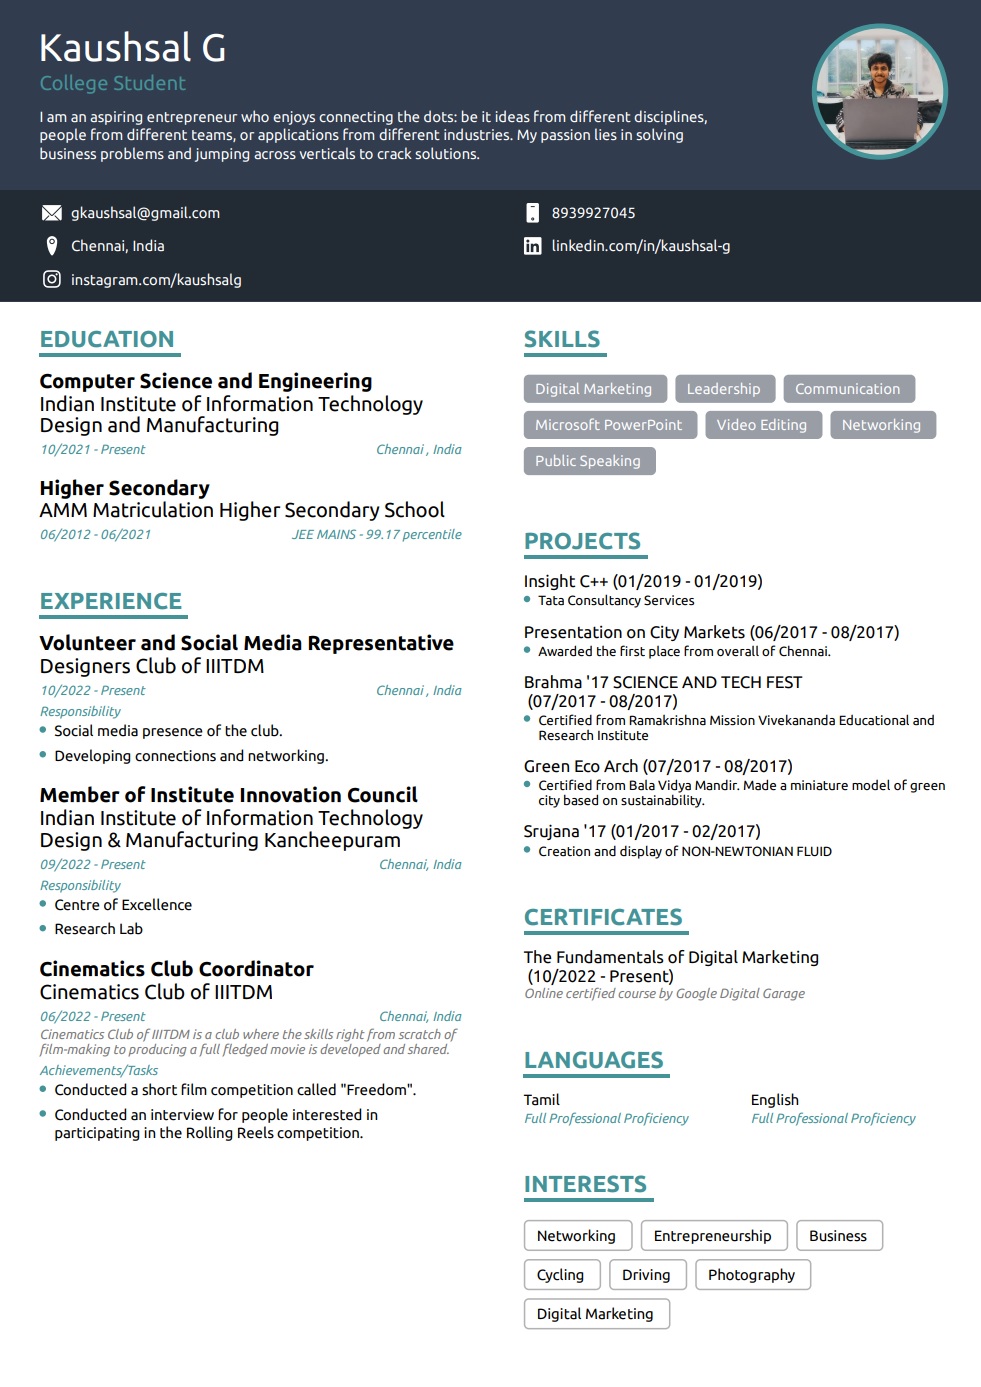 Kaushsal G
College Student
I am an aspiring entrepreneur who enjoys connecting the dots: be it ideas from different disciplines,
people from different teams, or applications from different industries. My passion lies in solving
business problems and jumping across verticals to crack solutions.
gkaushsal@gmail.com
8939927045
Chennai, India
linkedin.com/in/kaushsal-g
instagram.com/kaushsalg
EDUCATION
Computer Science and Engineering
Indian Institute of Information Technology
Design and Manufacturing
10/2021 - Present Chennai , India
Higher Secondary
AMM Matriculation Higher Secondary School
06/2012 - 06/2021 JEE MAINS - 99.17 percentile
EXPERIENCE
Volunteer and Social Media Representative
Designers Club of IIITDM
10/2022 - Present Chennai , India
Responsibility
Social media presence of the club.
Developing connections and networking.
Member of Institute Innovation Council
Indian Institute of Information Technology
Design & Manufacturing Kancheepuram
09/2022 - Present Chennai, India
Responsibility
Centre of Excellence
Research Lab
Cinematics Club Coordinator
Cinematics Club of IIITDM
06/2022 - Present Chennai, India
Cinematics Club of IIITDM is a club where the skills right from scratch of
film-making to producing a full fledged movie is developed and shared.
Achievements/Tasks
Conducted a short film competition called "Freedom".
Conducted an interview for people interested in
participating in the Rolling Reels competition.
SKILLS
Digital Marketing Leadership Communication
Microsoft PowerPoint Video Editing Networking
Public Speaking
PROJECTS
Insight C++ (01/2019 - 01/2019)
Tata Consultancy Services
Presentation on City Markets (06/2017 - 08/2017)
Awarded the first place from overall of Chennai.
Brahma '17 SCIENCE AND TECH FEST
(07/2017 - 08/2017)
Certified from Ramakrishna Mission Vivekananda Educational and
Research Institute
Green Eco Arch (07/2017 - 08/2017)
Certified from Bala Vidya Mandir. Made a miniature model of green
city based on sustainability.
Srujana '17 (01/2017 - 02/2017)
Creation and display of NON-NEWTONIAN FLUID
CERTIFICATES
The Fundamentals of Digital Marketing
(10/2022 - Present)
Online certified course by Google Digital Garage
LANGUAGES
Tamil English
Full Professional Proficiency Full Professional Proficiency
INTERESTS
Networking Entrepreneurship Business
Cycling Driving Photography
Digital Marketing